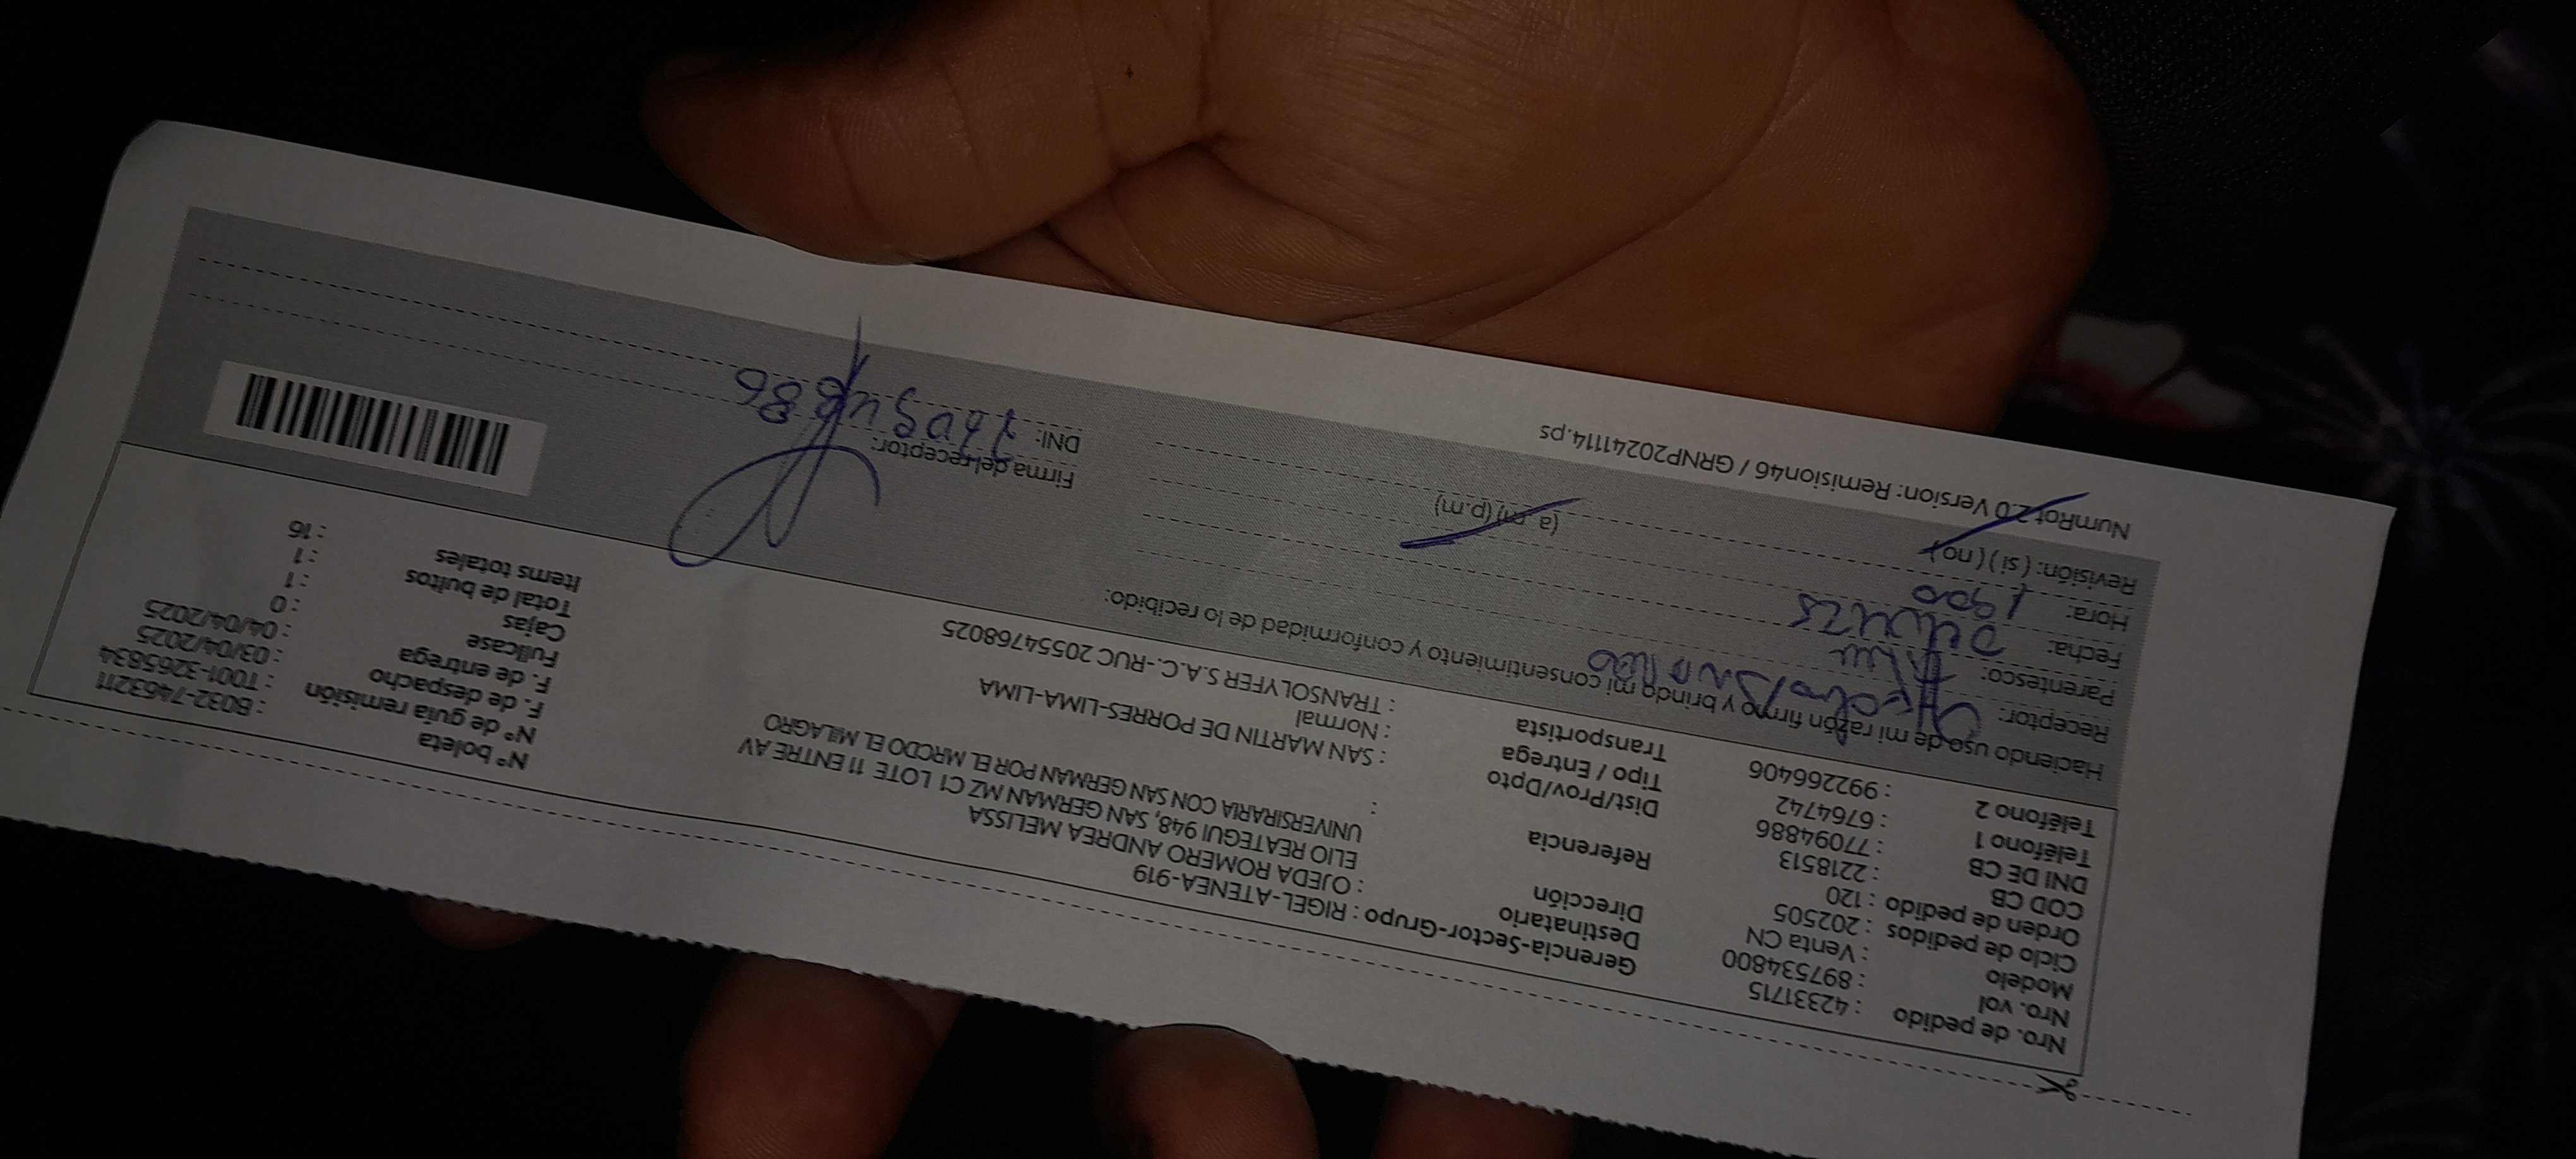 Nro. de pedido : 42331715
Nro. vol : 897534800
Modelo : Venta CN
Ciclo de pedidos : 202505
Orden de pedido : 120
COD CB : 2218513
DNI DE CB : 77094886
Teléfono 1 : 6764742
Teléfono 2 : 992266406
Gerencia-Sector-Grupo : RIGEL-ATENEA-919
Destinatario : OJEDA ROMERO ANDREA MELISSA
Dirección ELIO REATEGUI 948, SAN GERMAN MZ C1 LOTE 11 ENTRE AV
UNIVERSIRARIA CON SAN GERMAN POR EL MRCDO EL MILAGRO
Referencia :
Dist/Prov/Dpto : SAN MARTIN DE PORRES-LIMA-LIMA
Tipo / Entrega : Normal
Transportista : TRANSOLYFER S.A.C.-RUC 20554768025
Nº boleta : B032-7463211
Nº de guía remisión : T001-3265834
F. de despacho : 03/04/2025
F. de entrega : 04/04/2025
Fullcase : 0
Cajas : 1
Total de bultos : 1
Items totales : 16
Haciendo uso de mi razón firmo y brindo mi consentimiento y conformidad de lo recibido:
Receptor:
Parentesco:
Fecha:
Hora: 1900 (a.m) (p.m)
Revisión: ( si ) ( no )
Firma del receptor:
DNI: 77094886
NumRot 2.0 Version: Remision46 / GRNP20241114.ps